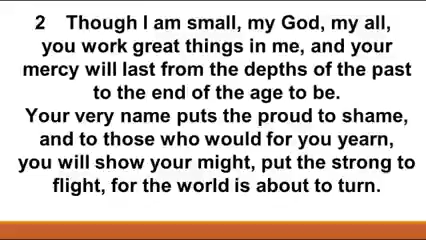 2 Though I am small, my God, my all,
you work great things in me, and your
mercy will last from the depths of the past
to the end of the age to be.
Your very name puts the proud to shame,
and to those who would for you yearn,
you will show your might, put the strong to
flight, for the world is about to turn.